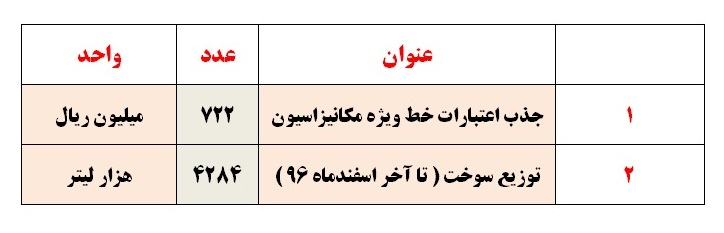 عنوان عدد واحد
۱ جذب اعتبارات خط ویژه مکانیزاسیون ۷۲۲ میلیون ریال
۲ توزیع سوخت ( تا آخر اسفندماه ۹۶ ) ۴۲۸۴ هزار لیتر